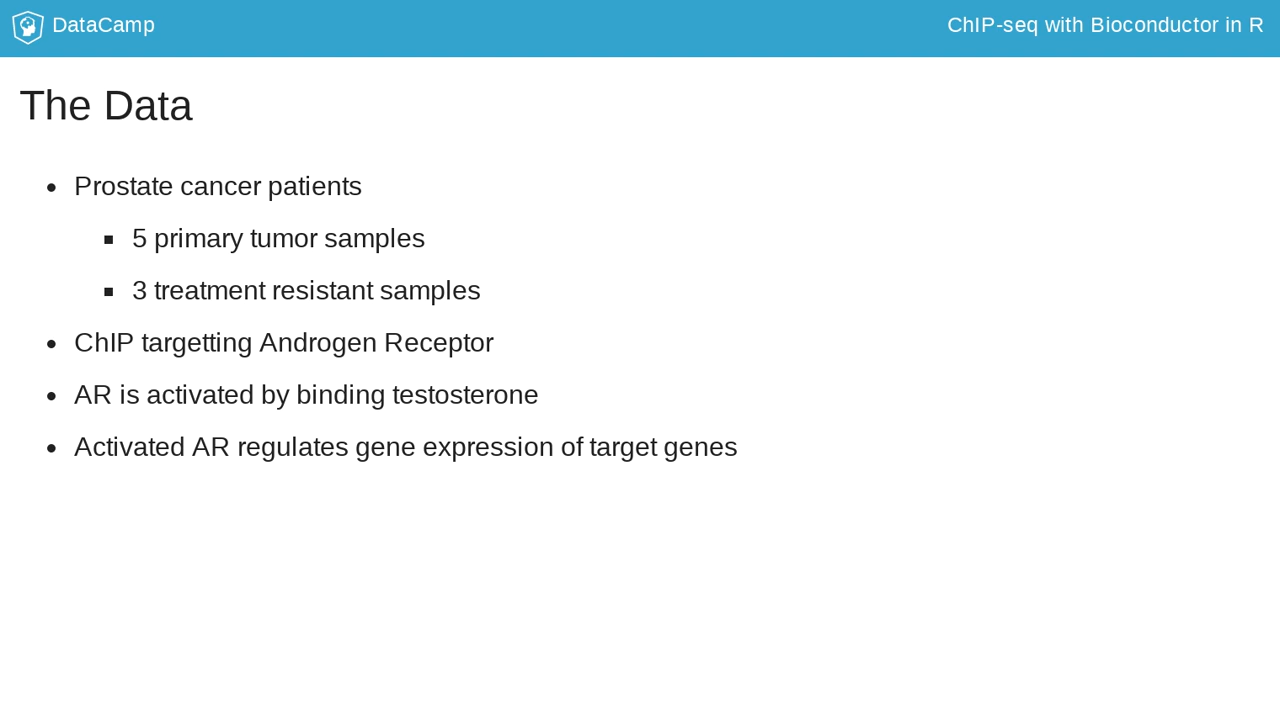 DataCamp
ChIP-seq with Bioconductor in R
The Data
Prostate cancer patients
5 primary tumor samples
3 treatment resistant samples
ChIP targetting Androgen Receptor
AR is activated by binding testosterone
Activated AR regulates gene expression of target genes